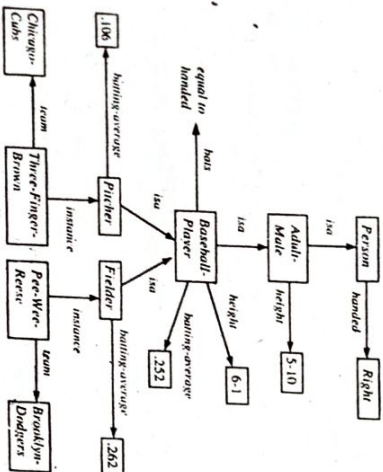 Person
handed
Right
isa
Adult-
Male
height
5-10
isa
equal to
handed
bats
Baseball-
Player
height
6-1
batting-average
.252
isa
isa
.106
batting-average
Pitcher
Fielder
batting-average
.262
instance
instance
Chicago-
Cubs
team
Three-Finger-
Brown
Pee-Wee-
Reese
team
Brooklyn-
Dodgers